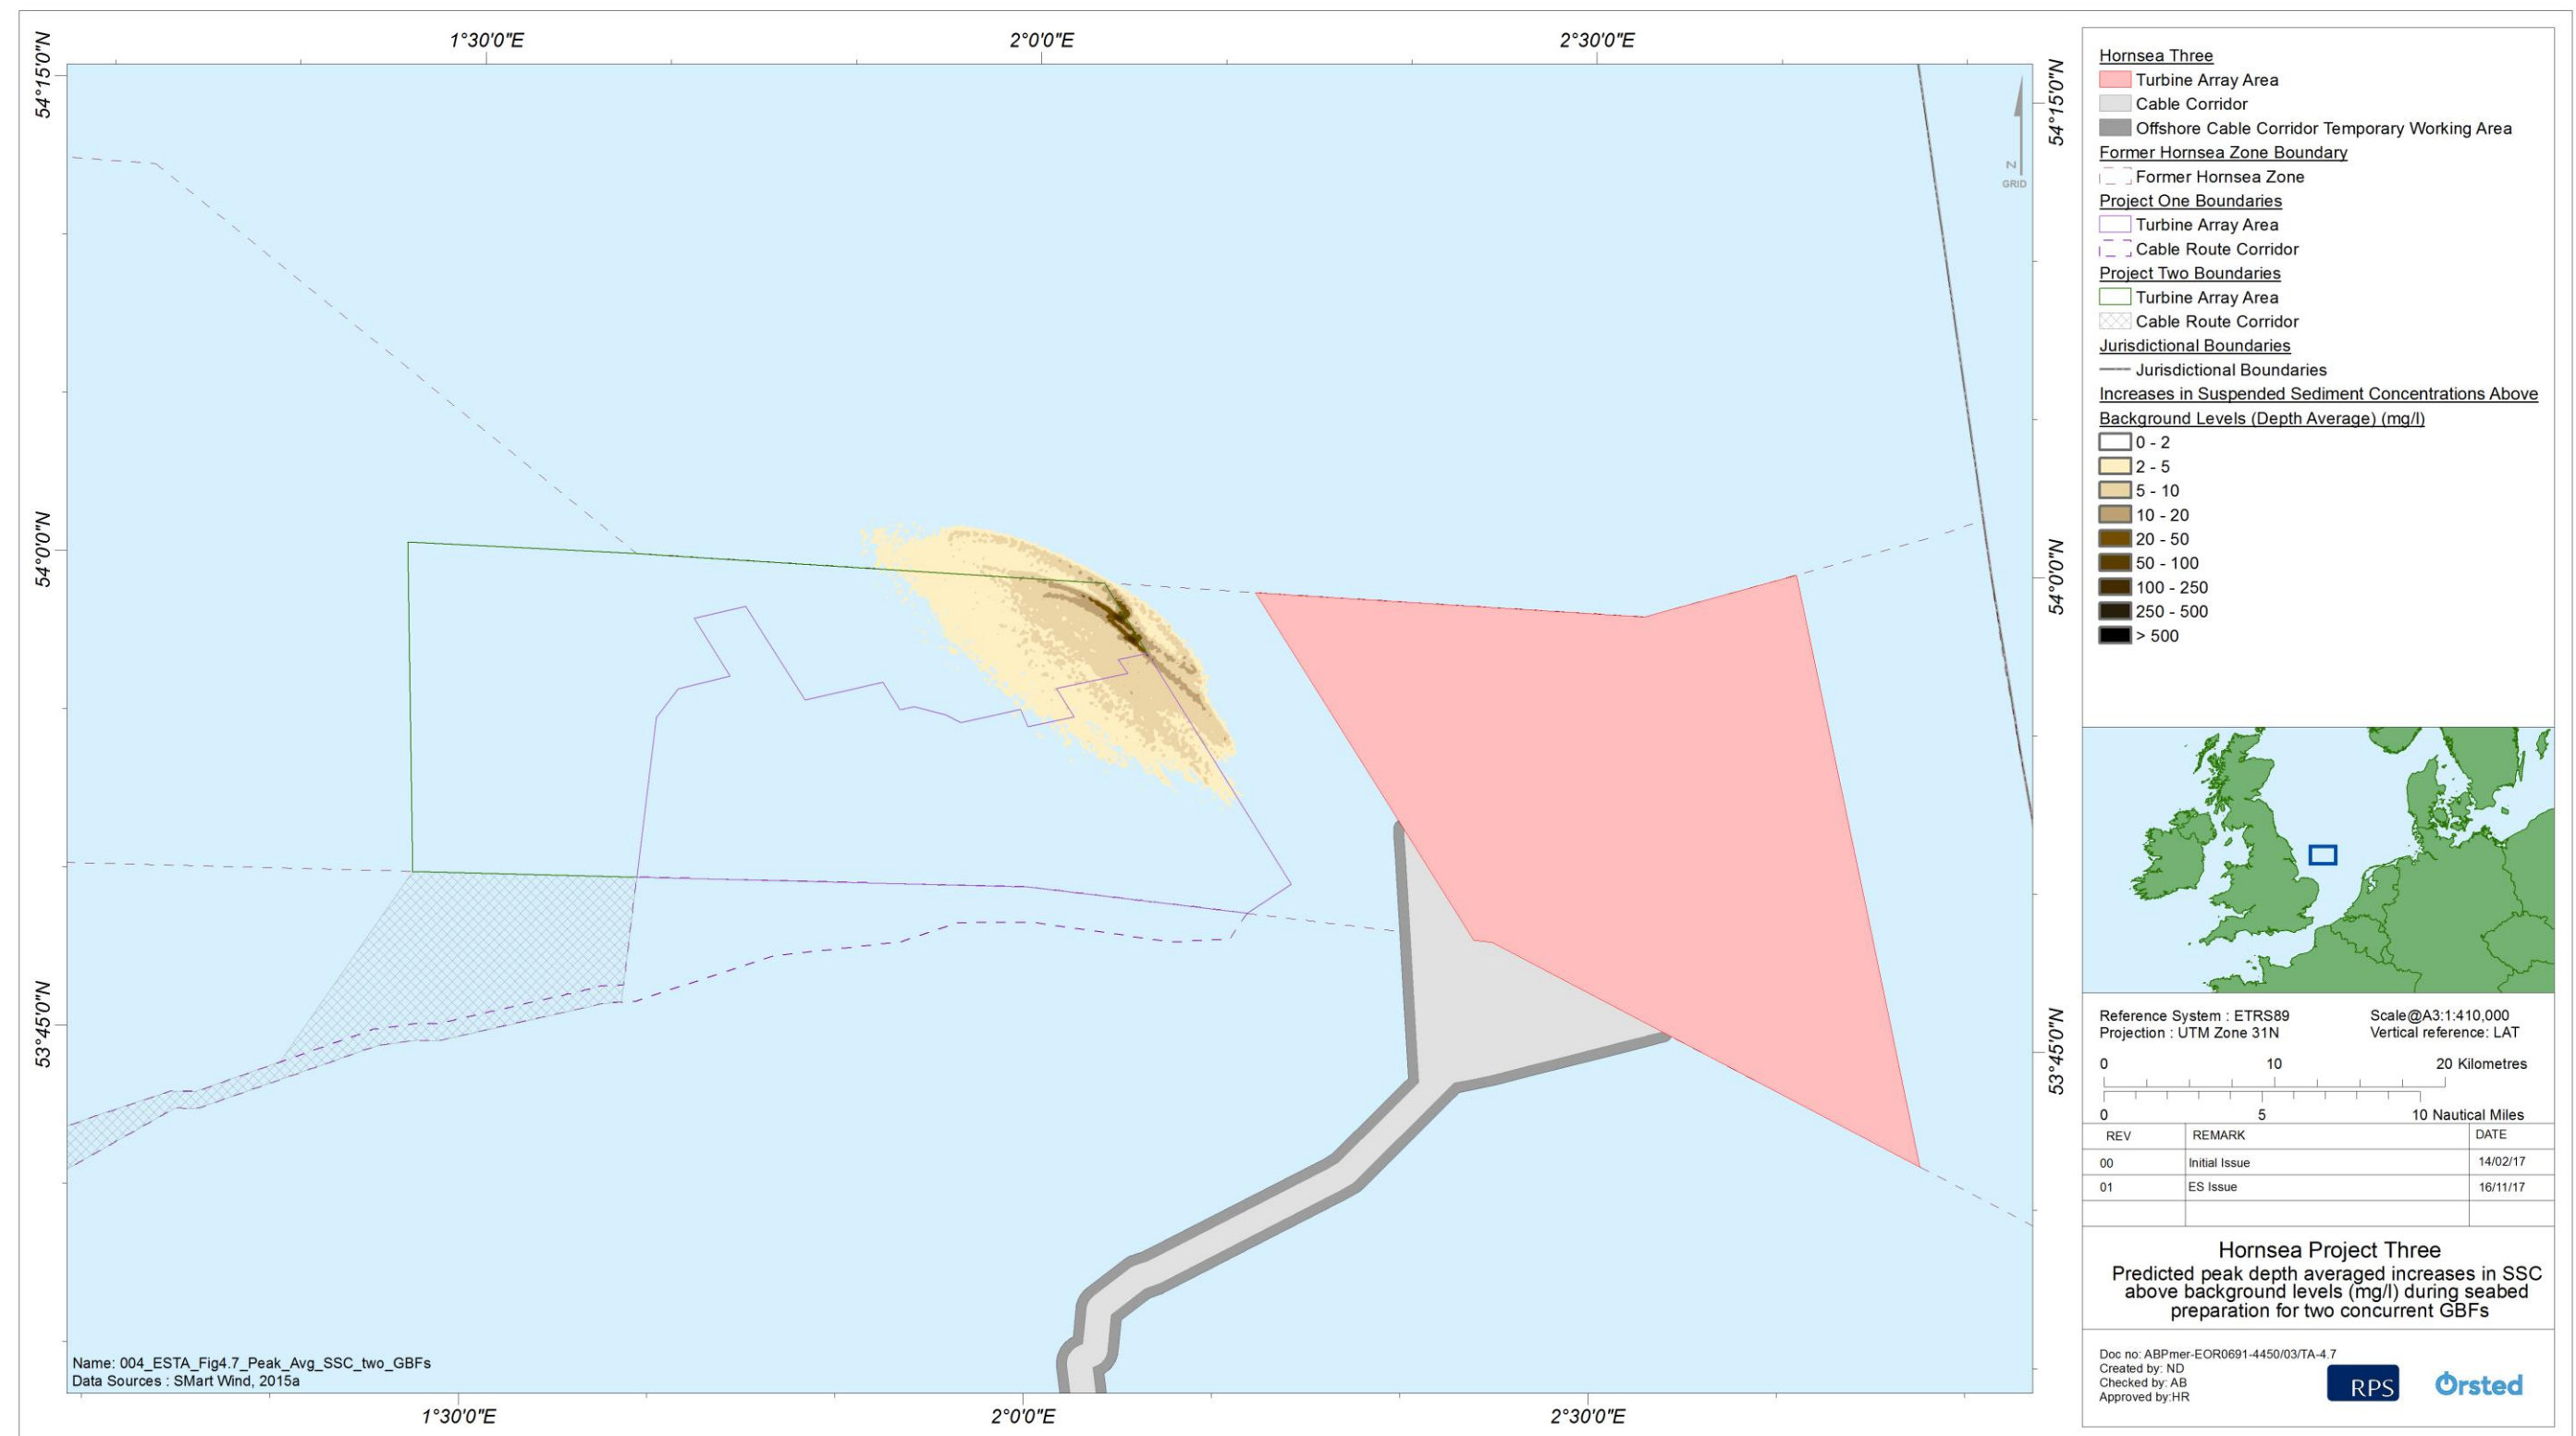 1°30'0"E
2°0'0"E
2°30'0"E
54°15'0"N
54°0'0"N
53°45'0"N
54°15'0"N
54°0'0"N
53°45'0"N
1°30'0"E
2°0'0"E
2°30'0"E
N
GRID
Name: 004_ESTA_Fig4.7_Peak_Avg_SSC_two_GBFs
Data Sources : SMart Wind, 2015a
Hornsea Three
Turbine Array Area
Cable Corridor
Offshore Cable Corridor Temporary Working Area
Former Hornsea Zone Boundary
Former Hornsea Zone
Project One Boundaries
Turbine Array Area
Cable Route Corridor
Project Two Boundaries
Turbine Array Area
Cable Route Corridor
Jurisdictional Boundaries
Jurisdictional Boundaries
Increases in Suspended Sediment Concentrations Above
Background Levels (Depth Average) (mg/l)
0 - 2
2 - 5
5 - 10
10 - 20
20 - 50
50 - 100
100 - 250
250 - 500
> 500
Reference System : ETRS89 Scale@A3:1:410,000
Projection : UTM Zone 31N Vertical reference: LAT
0 10 20 Kilometres
0 5 10 Nautical Miles
REV REMARK DATE
00 Initial Issue 14/02/17
01 ES Issue 16/11/17
Hornsea Project Three
Predicted peak depth averaged increases in SSC
above background levels (mg/l) during seabed
preparation for two concurrent GBFs
Doc no: ABPmer-EOR0691-4450/03/TA-4.7
Created by: ND
Checked by: AB
Approved by:HR
RPS
Ørsted